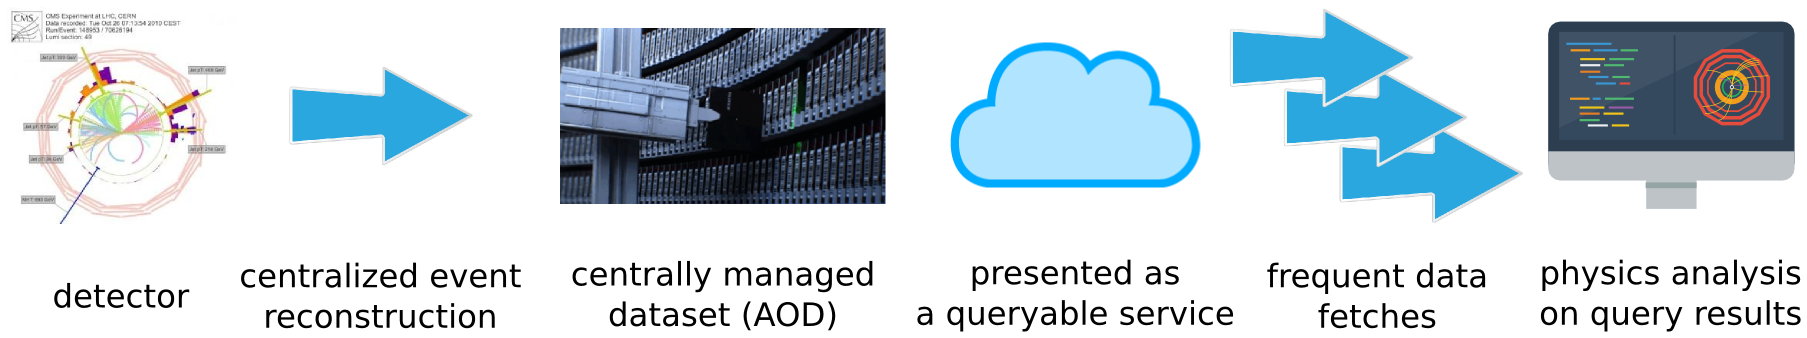 CMS
CMS Experiment at LHC, CERN
Data recorded: Tue Oct 26 07:13:54 2010 CEST
Run/Event: 148953 / 70626194
Lumi section: 49
detector
centralized event
reconstruction
centrally managed
dataset (AOD)
presented as
a queryable service
frequent data
fetches
physics analysis
on query results